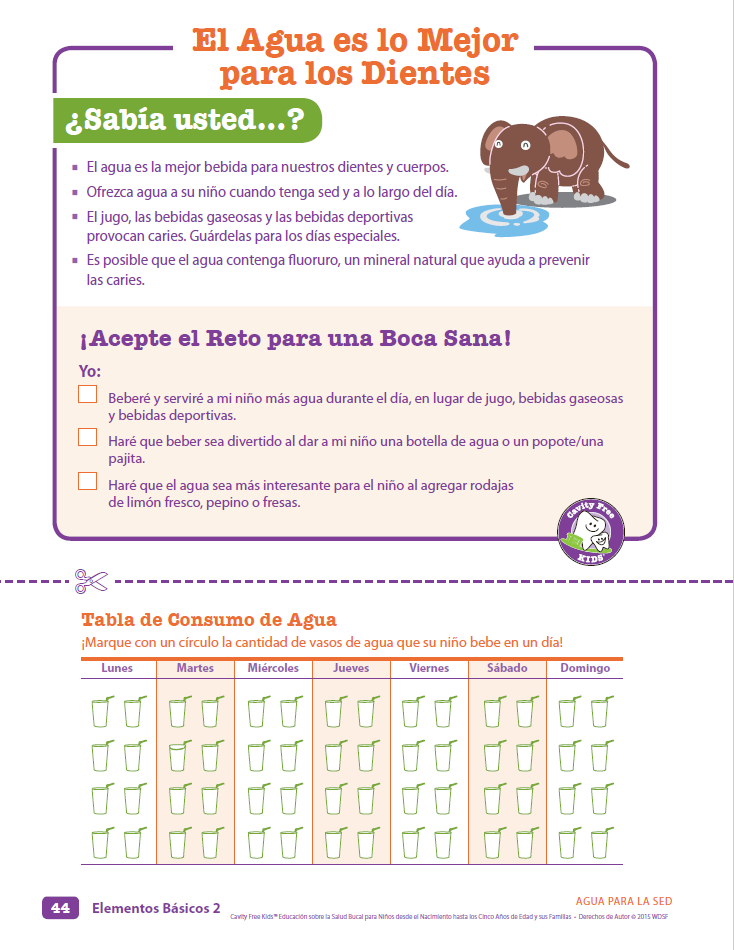 El Agua es lo Mejor
para los Dientes
¿Sabía usted...?
▪ El agua es la mejor bebida para nuestros dientes y cuerpos.
▪ Ofrezca agua a su niño cuando tenga sed y a lo largo del día.
▪ El jugo, las bebidas gaseosas y las bebidas deportivas
provocan caries. Guárdelas para los días especiales.
▪ Es posible que el agua contenga fluoruro, un mineral natural que ayuda a prevenir
las caries.
¡Acepte el Reto para una Boca Sana!
Yo:
Beberé y serviré a mi niño más agua durante el día, en lugar de jugo, bebidas gaseosas
y bebidas deportivas.
Haré que beber sea divertido al dar a mi niño una botella de agua o un popote/una
pajita.
Haré que el agua sea más interesante para el niño al agregar rodajas
de limón fresco, pepino o fresas.
Cavity Free
KIDS
Tabla de Consumo de Agua
¡Marque con un círculo la cantidad de vasos de agua que su niño bebe en un día!
Lunes Martes Miércoles Jueves Viernes Sábado Domingo
44 Elementos Básicos 2
AGUA PARA LA SED
Cavity Free Kids™ Educación sobre la Salud Bucal para Niños desde el Nacimiento hasta los Cinco Años de Edad y sus Familias • Derechos de Autor © 2015 WDSF